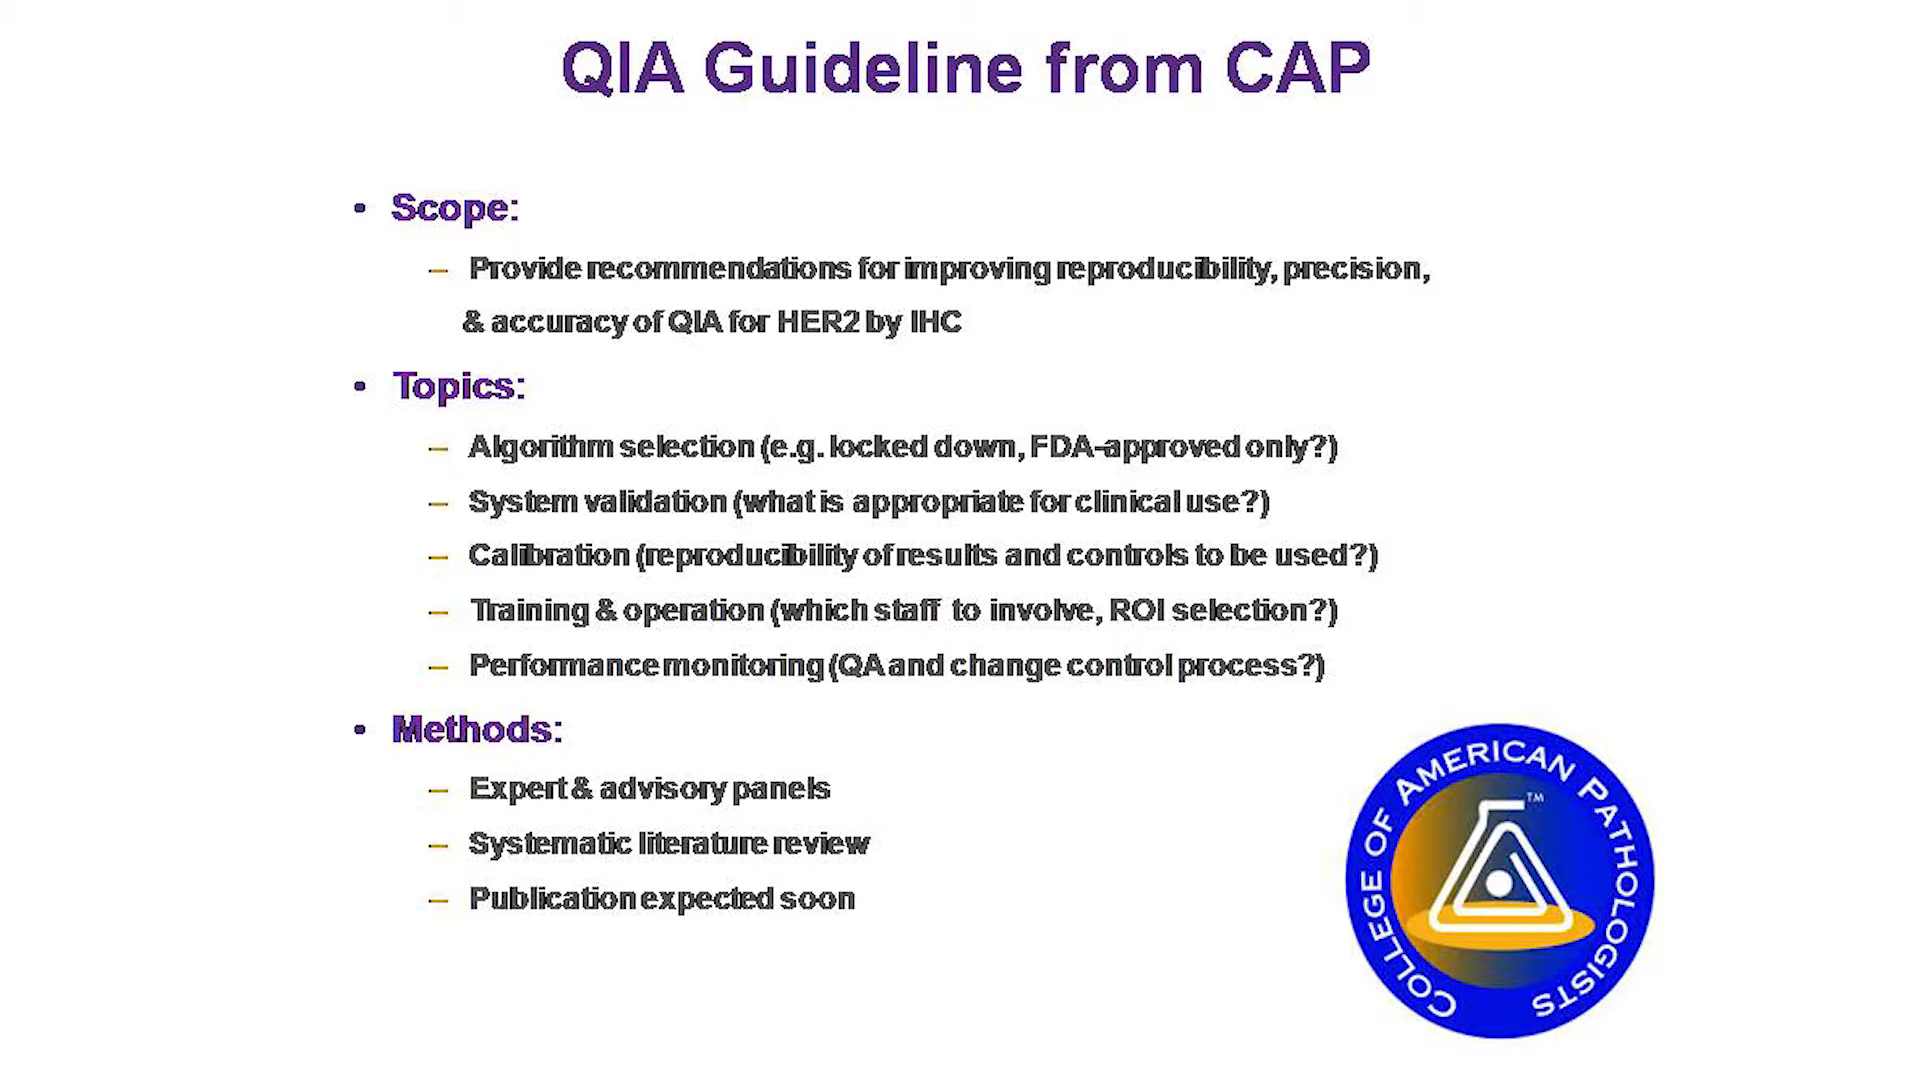 QIA Guideline from CAP
• Scope:
– Provide recommendations for improving reproducibility, precision,
& accuracy of QIA for HER2 by IHC
• Topics:
– Algorithm selection (e.g. locked down, FDA-approved only?)
– System validation (what is appropriate for clinical use?)
– Calibration (reproducibility of results and controls to be used?)
– Training & operation (which staff to involve, ROI selection?)
– Performance monitoring (QA and change control process?)
• Methods:
– Expert & advisory panels
– Systematic literature review
– Publication expected soon
COLLEGE OF AMERICAN PATHOLOGISTS
TM